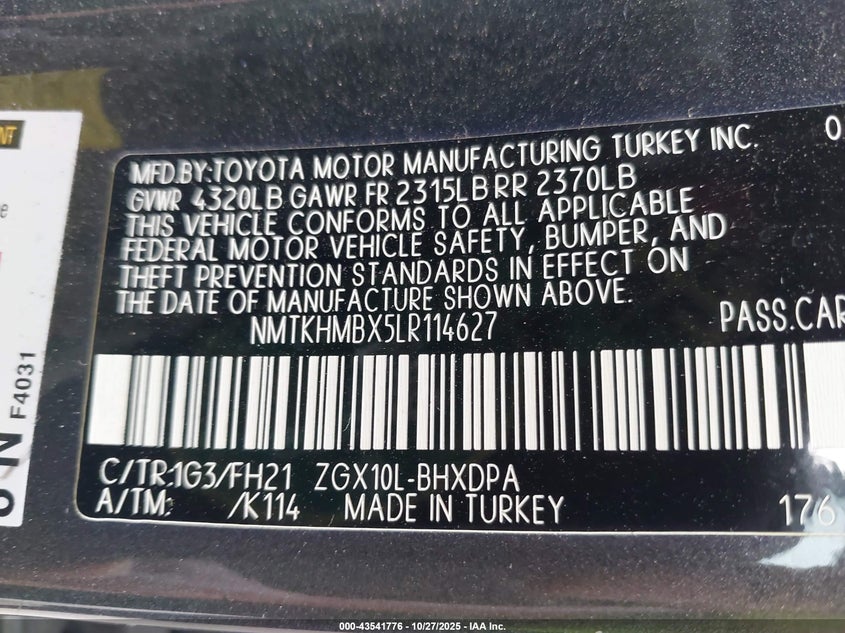 MFD.BY:TOYOTA MOTOR MANUFACTURING TURKEY INC. 0
GVWR 4320LB GAWR FR 2315LB RR 2370LB
THIS VEHICLE CONFORMS TO ALL APPLICABLE
FEDERAL MOTOR VEHICLE SAFETY, BUMPER, AND
THEFT PREVENTION STANDARDS IN EFFECT ON
THE DATE OF MANUFACTURE SHOWN ABOVE.
NMTKHMBX5LR114627 PASS.CAR
C/TR:1G3/FH21 ZGX10L-BHXDPA
A/TM: /K114 MADE IN TURKEY 176
F4031
000-43541776 - 10/27/2025 - IAA Inc.